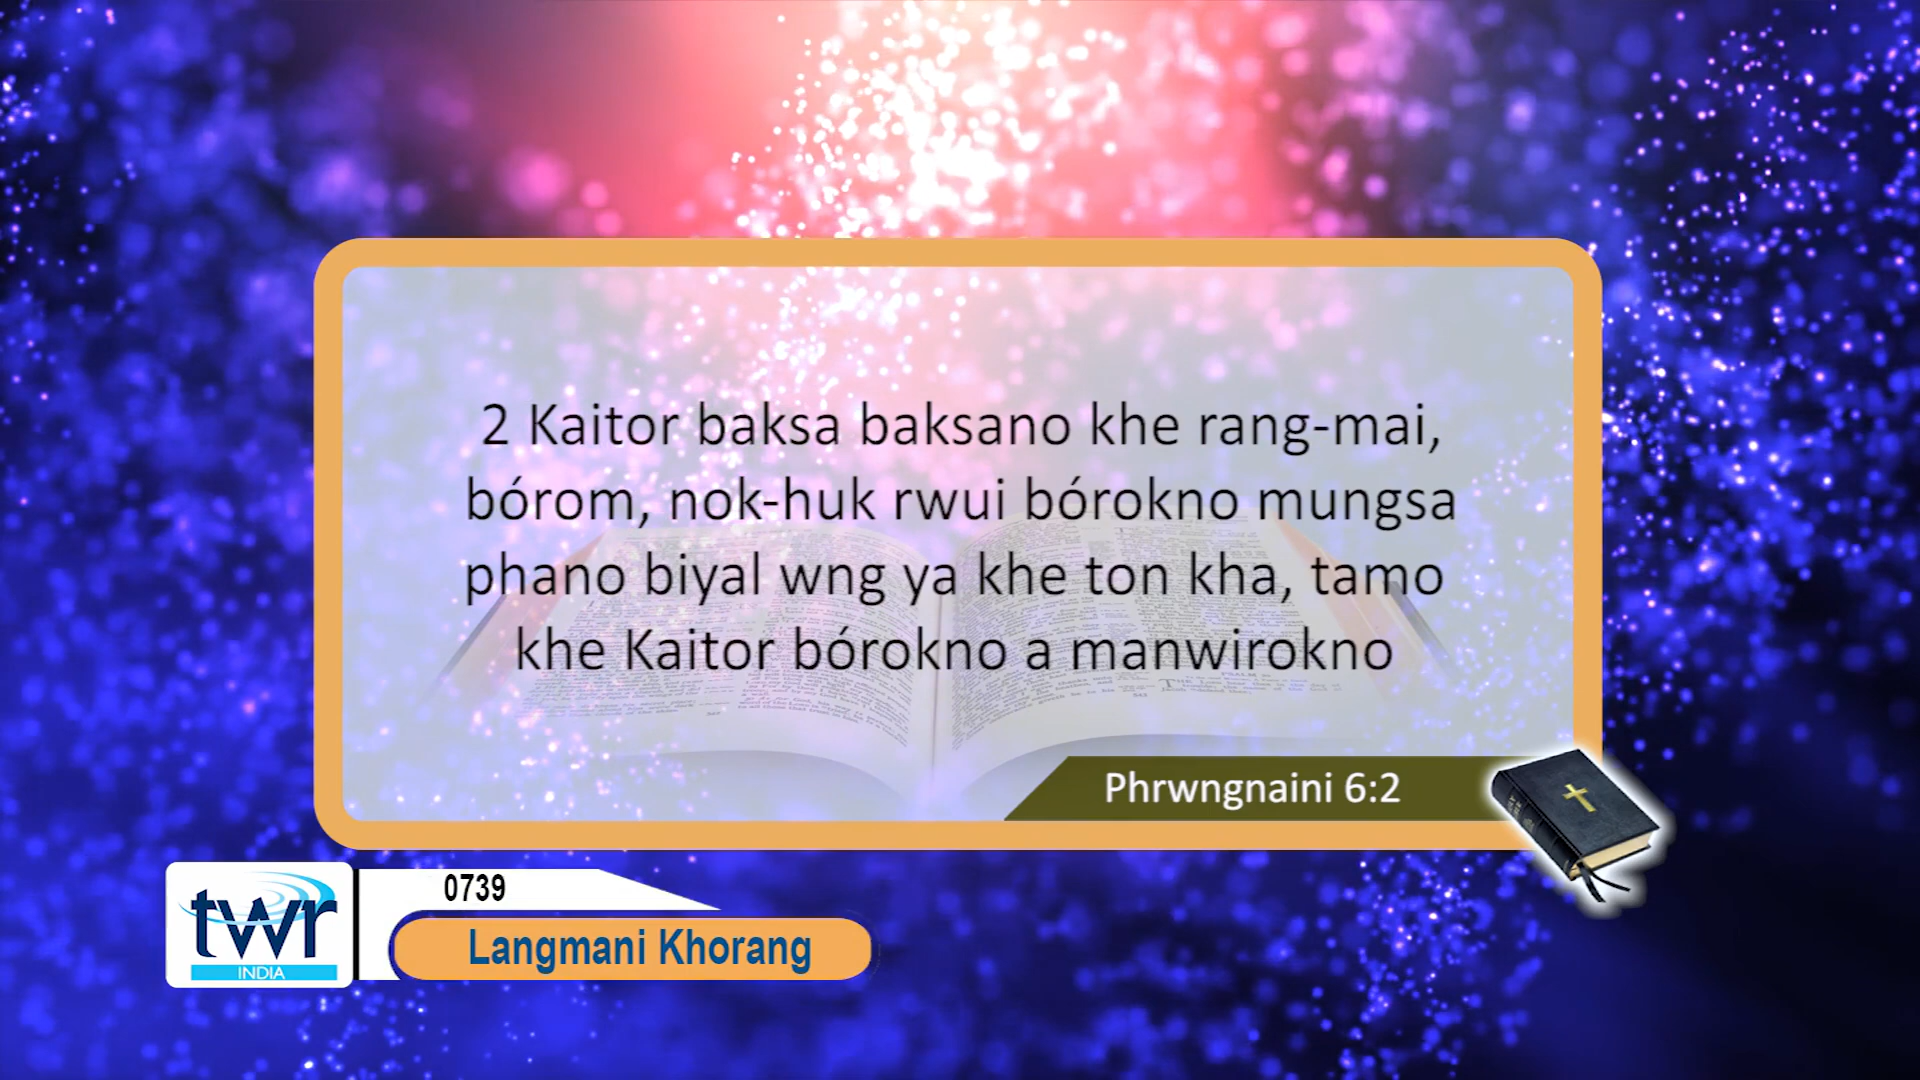 2 Kaitor baksa baksano khe rang-mai,
bórom, nok-huk rwui bórokno mungsa
phano biyal wng ya khe ton kha, tamo
khe Kaitor bórokno a manwirokno
Phrwngnaini 6:2
0739
twr
INDIA
Langmani Khorang